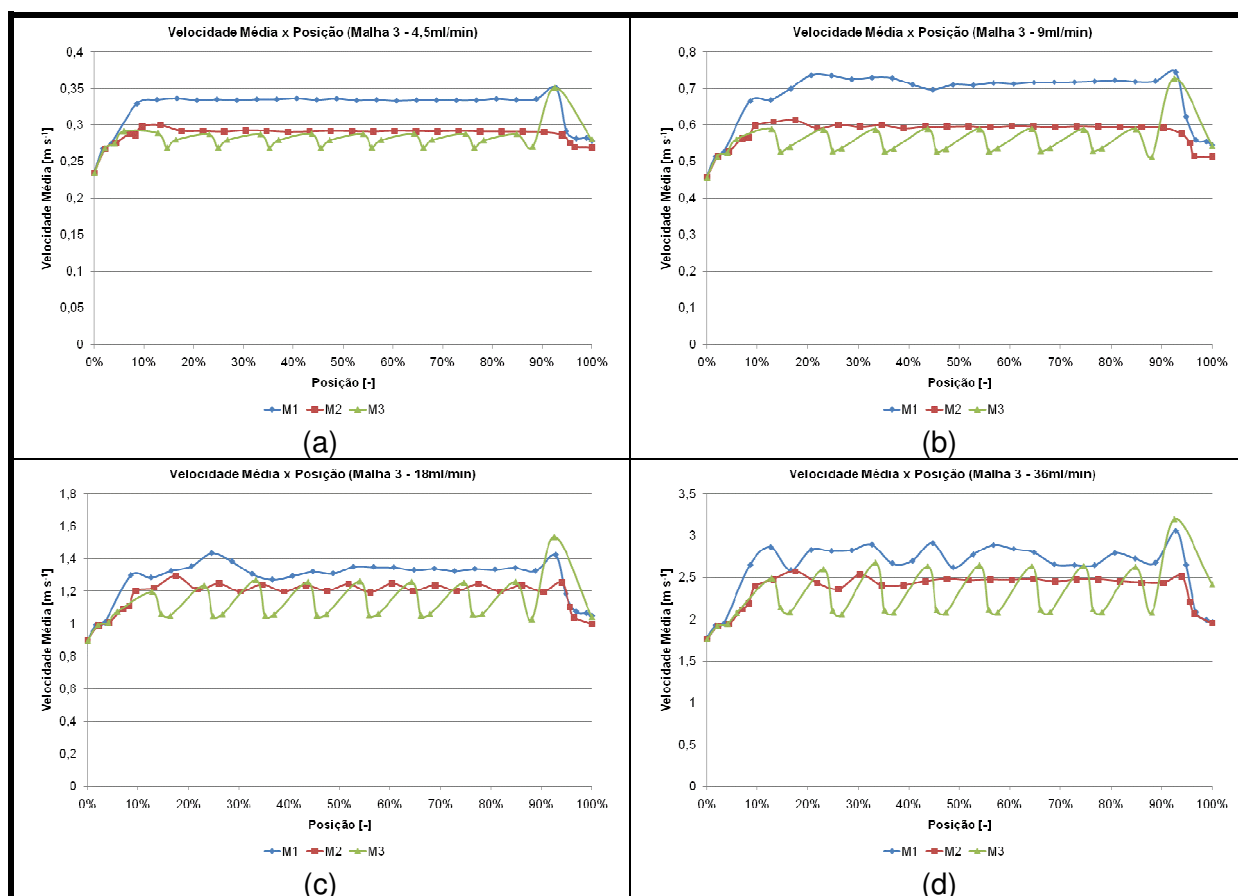 Velocidade Média x Posição (Malha 3 - 4,5ml/min)
Velocidade Média [m s⁻¹]
0,4
0,35
0,3
0,25
0,2
0,15
0,1
0,05
0
0% 10% 20% 30% 40% 50% 60% 70% 80% 90% 100%
Posição [-]
M1 M2 M3
(a)
Velocidade Média x Posição (Malha 3 - 9ml/min)
Velocidade Média [m s⁻¹]
0,8
0,7
0,6
0,5
0,4
0,3
0,2
0,1
0
0% 10% 20% 30% 40% 50% 60% 70% 80% 90% 100%
Posição [-]
M1 M2 M3
(b)
Velocidade Média x Posição (Malha 3 - 18ml/min)
Velocidade Média [m s⁻¹]
1,8
1,6
1,4
1,2
1
0,8
0,6
0,4
0,2
0
0% 10% 20% 30% 40% 50% 60% 70% 80% 90% 100%
Posição [-]
M1 M2 M3
(c)
Velocidade Média x Posição (Malha 3 - 36ml/min)
Velocidade Média [m s⁻¹]
3,5
3
2,5
2
1,5
1
0,5
0
0% 10% 20% 30% 40% 50% 60% 70% 80% 90% 100%
Posição [-]
M1 M2 M3
(d)